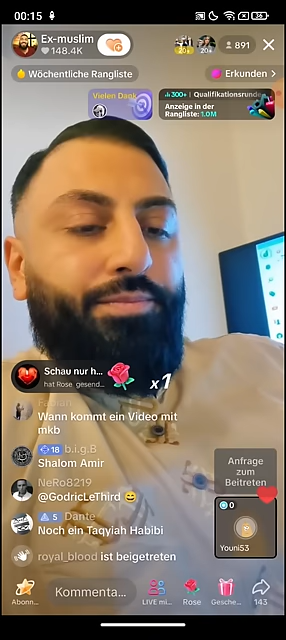 00:15
36
Ex-muslim
148.4K
20+
20+
891
Wöchentliche Rangliste
Erkunden >
Vielen Dank
300+ | Qualifikationsrunde
Anzeige in der
Rangliste: 1.0M
Schau nur h...
hat Rose gesend...
x1
Wann kommt ein Video mit
mkb
18 b.i.g.B
Shalom Amir
NeRo8219
@GodricLeThird 😄
5 Dante
Noch ein Taqyiah Habibi
royal_blood ist beigetreten
Anfrage
zum
Beitreten
0
Youni53
Abonn...
Kommenta...
LIVE mi...
Rose
Gesche...
143